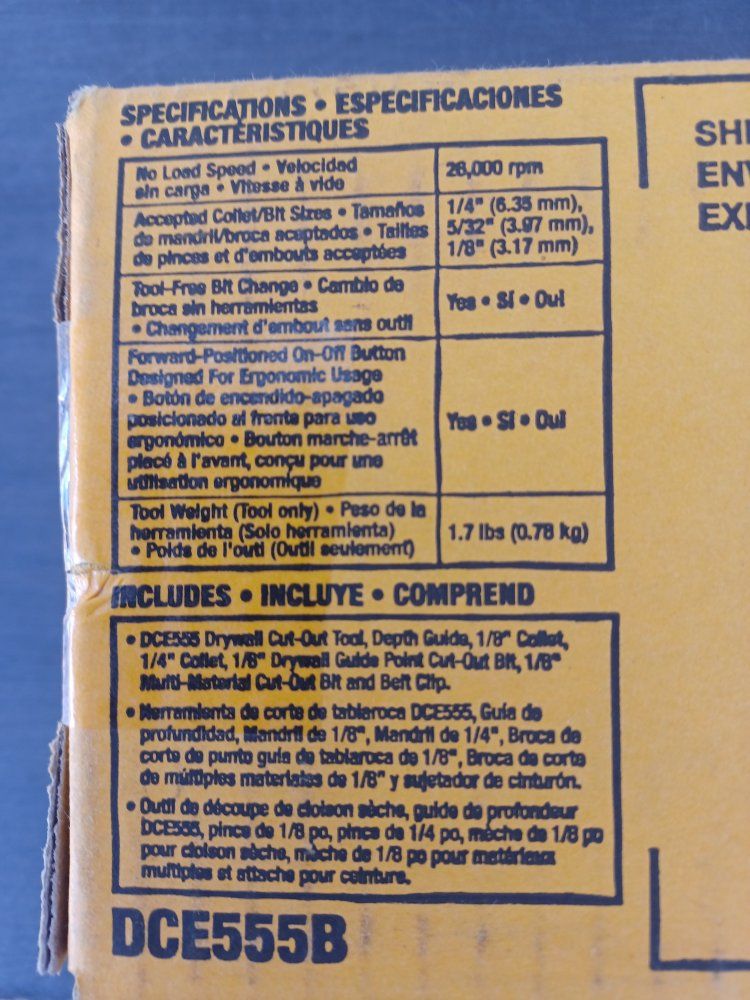 SPECIFICATIONS • ESPECIFICACIONES
• CARACTÉRISTIQUES
No Load Speed • Velocidad
sin carga • Vitesse à vide
26,000 rpm
Accepted Collet/Bit Sizes • Tamaños
de mandril/broca aceptados • Tailles
de pinces et d'embouts acceptées
1/4" (6.35 mm),
5/32" (3.97 mm),
1/8" (3.17 mm)
Tool-Free Bit Change • Cambio de
broca sin herramientas
• Changement d'embout sans outil
Yes • Sí • Oui
Forward-Positioned On-Off Button
Designed For Ergonomic Usage
• Botón de encendido-apagado
posicionado al frente para uso
ergonómico • Bouton marche-arrêt
placé à l'avant, conçu pour une
utilisation ergonomique
Yes • Sí • Oui
Tool Weight (Tool only) • Peso de la
herramienta (Solo herramienta)
• Poids de l'outil (Outil seulement)
1.7 lbs (0.78 kg)
INCLUDES • INCLUYE • COMPREND
• DCE555 Drywall Cut-Out Tool, Depth Guide, 1/8" Collet,
1/4" Collet, 1/8" Drywall Guide Point Cut-Out Bit, 1/8"
Multi-Material Cut-Out Bit and Belt Clip.
• Herramienta de corte de tablaroca DCE555, Guía de
profundidad, Mandril de 1/8", Mandril de 1/4", Broca de
corte de punto guía de tablaroca de 1/8", Broca de corte
de múltiples materiales de 1/8" y sujetador de cinturón.
• Outil de découpe de cloison sèche, guide de profondeur
DCE555, pince de 1/8 po, pince de 1/4 po, mèche de 1/8 po
pour cloison sèche, mèche de 1/8 po pour matériaux
multiples et attache pour ceinture.
DCE555B
SHI
ENV
EX